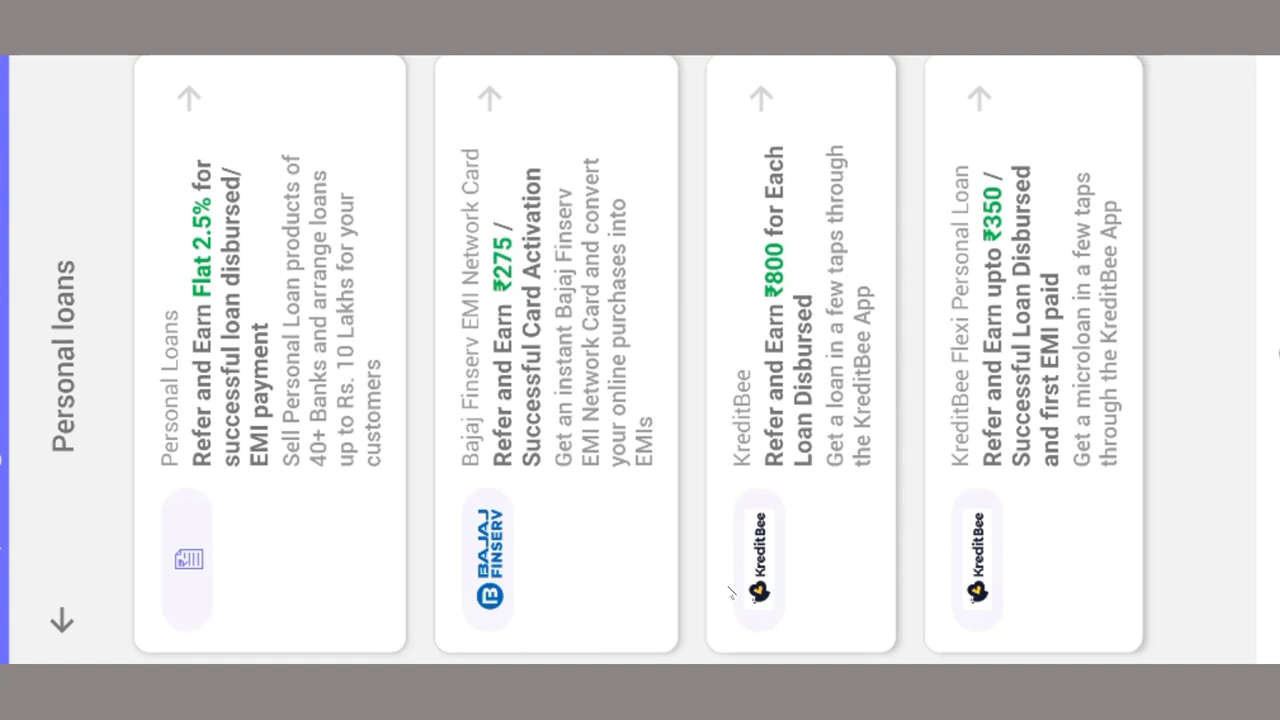 Personal loans
Personal Loans
Refer and Earn Flat 2.5% for
successful loan disbursed/
EMI payment
Sell Personal Loan products of
40+ Banks and arrange loans
up to Rs. 10 Lakhs for your
customers
BAJAJ
FINSERV
Bajaj Finserv EMI Network Card
Refer and Earn ₹275 /
Successful Card Activation
Get an instant Bajaj Finserv
EMI Network Card and convert
your online purchases into
EMIs
KreditBee
KreditBee
Refer and Earn ₹800 for Each
Loan Disbursed
Get a loan in a few taps through
the KreditBee App
KreditBee
KreditBee Flexi Personal Loan
Refer and Earn upto ₹350 /
Successful Loan Disbursed
and first EMI paid
Get a microloan in a few taps
through the KreditBee App